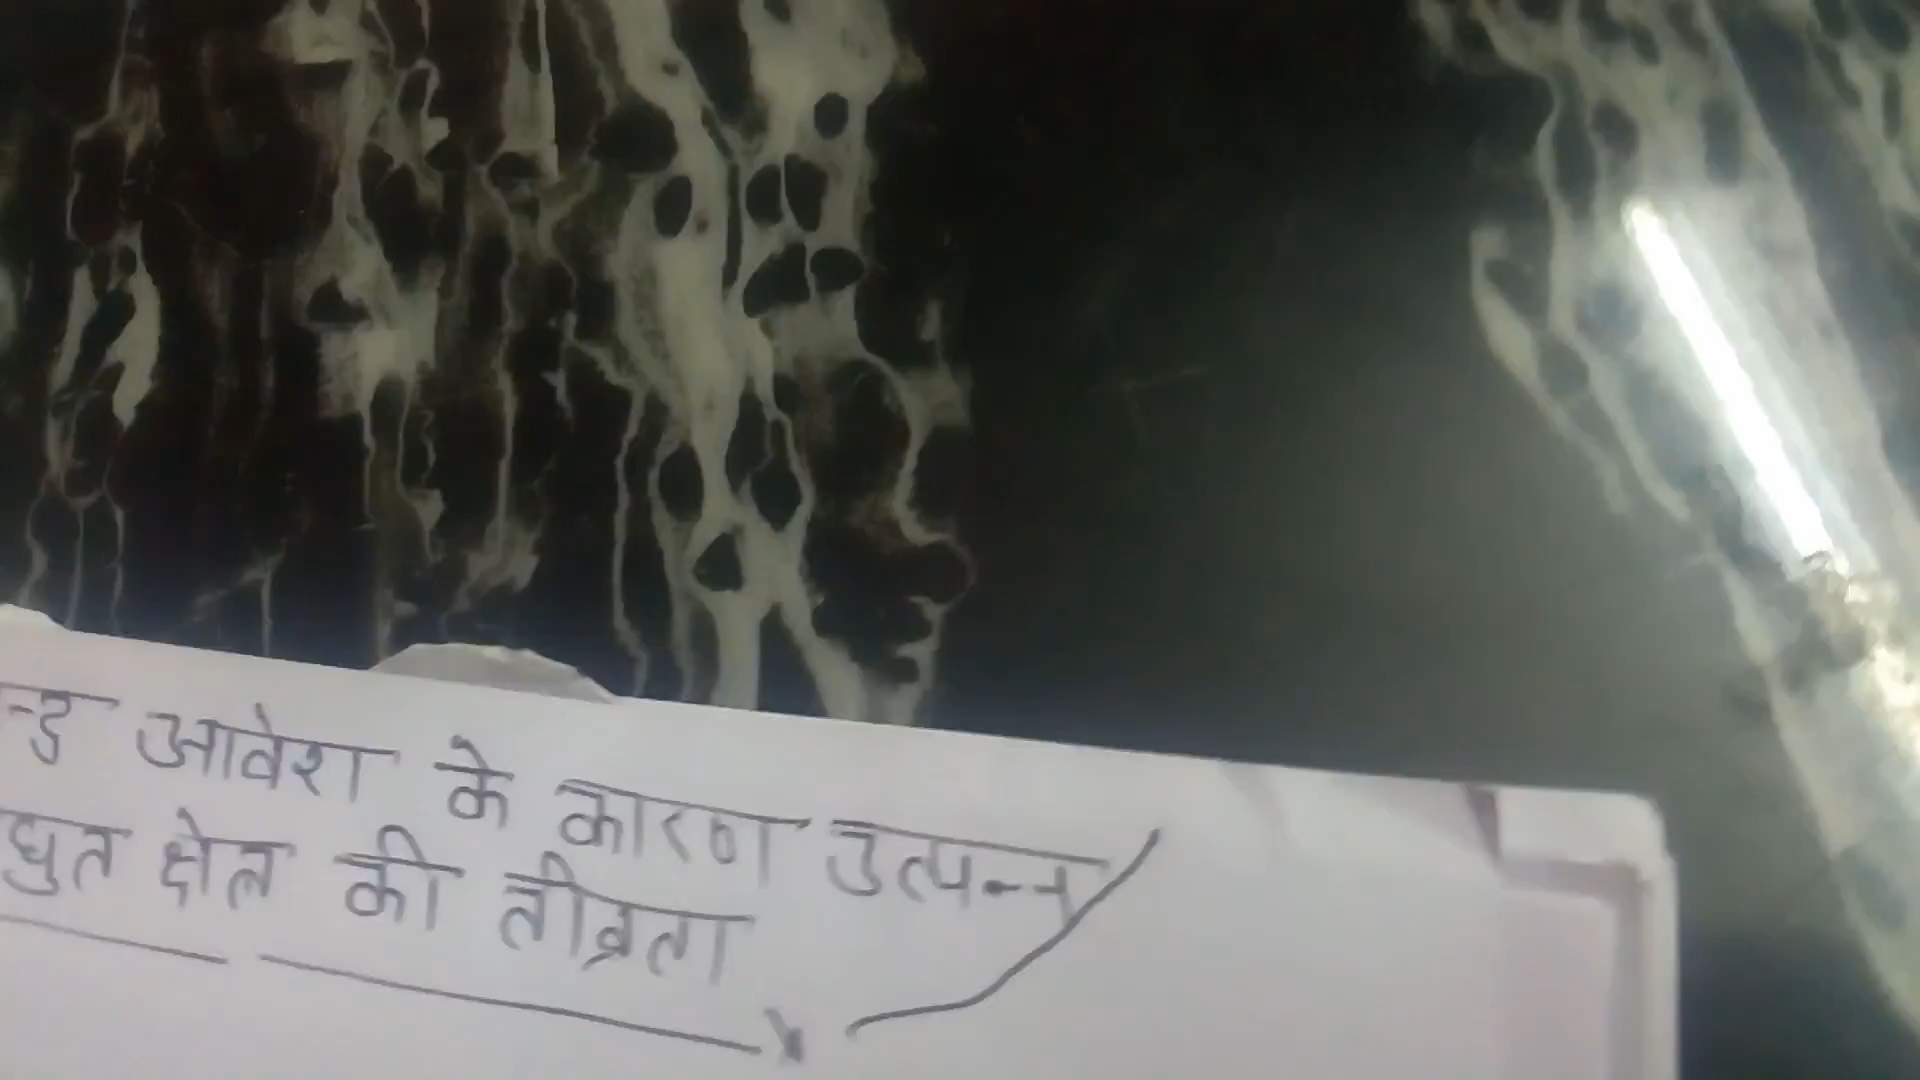 आवेश के कारण उत्पन्न
क्षेत्र की तीव्रता